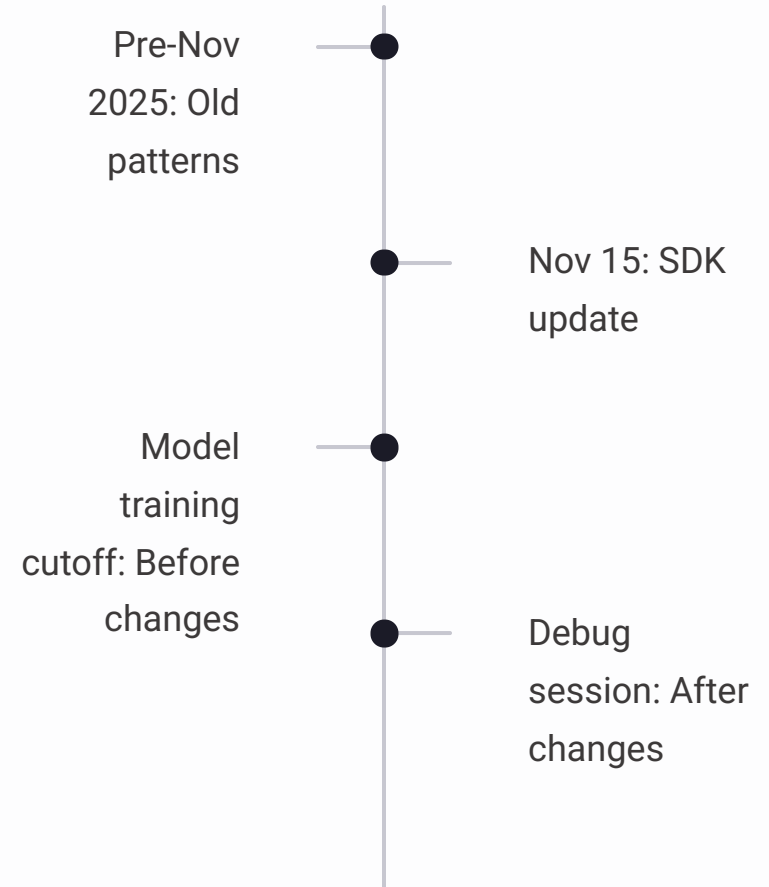 Pre-Nov
2025: Old
patterns
Nov 15: SDK
update
Model
training
cutoff: Before
changes
Debug
session: After
changes